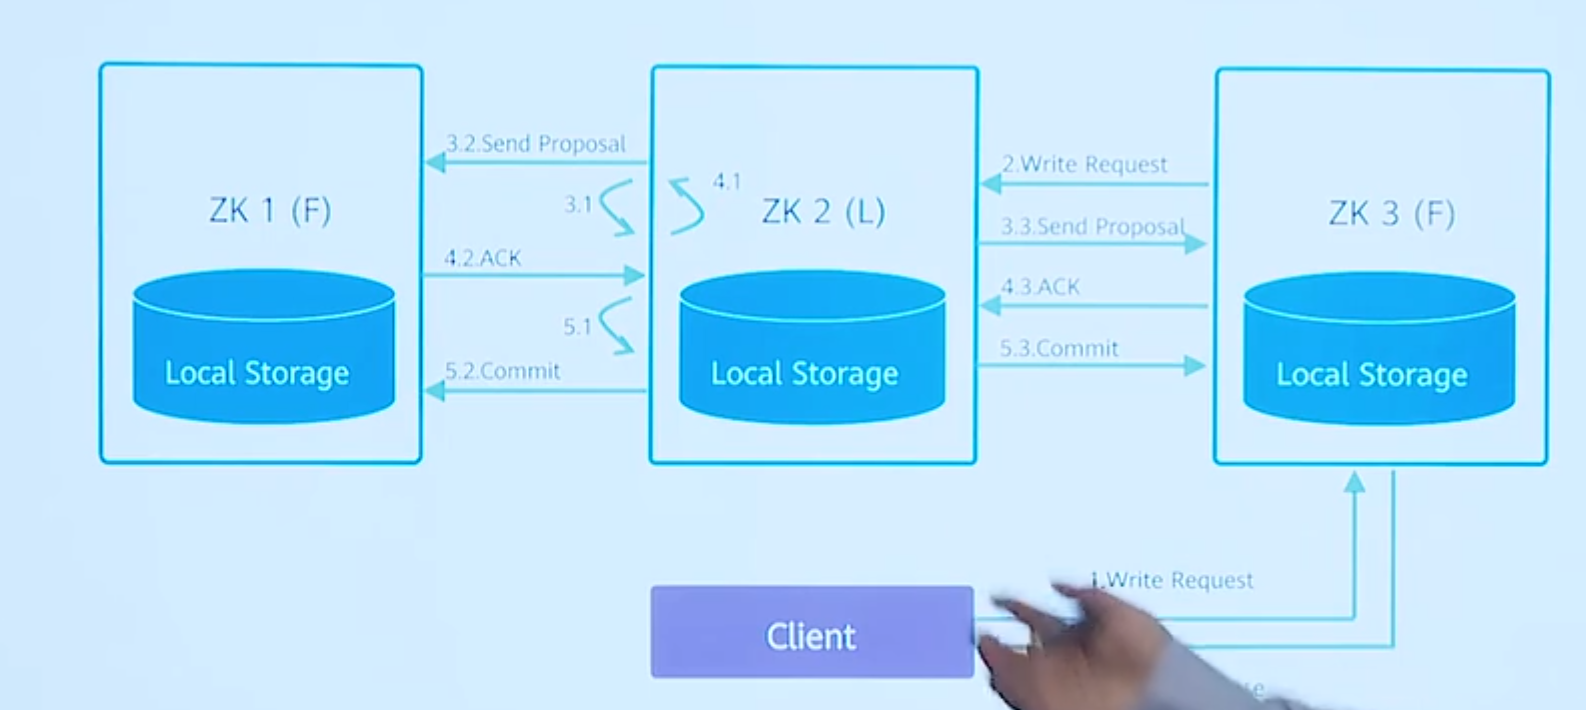 3.2.Send Proposal
3.1
4.1
ZK 1 (F)
ZK 2 (L)
ZK 3 (F)
2.Write Request
3.3.Send Proposal
4.2.ACK
4.3.ACK
5.1
5.2.Commit
5.3.Commit
Local Storage
Local Storage
Local Storage
1.Write Request
Client